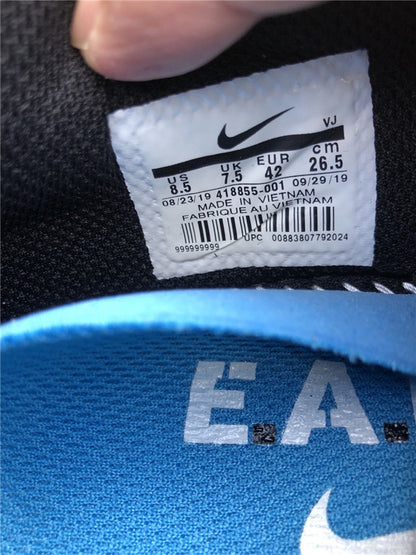 VJ
US UK EUR cm
8.5 7.5 42 26.5
08/23/19 418855-001 09/29/19
MADE IN VIETNAM
FABRIQUE AU VIETNAM
999999999 UPC 00883807792024
E.A.